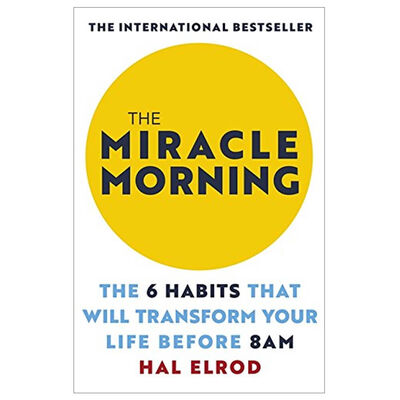 THE INTERNATIONAL BESTSELLER
THE
MIRACLE
MORNING
THE 6 HABITS THAT
WILL TRANSFORM YOUR
LIFE BEFORE 8AM
HAL ELROD